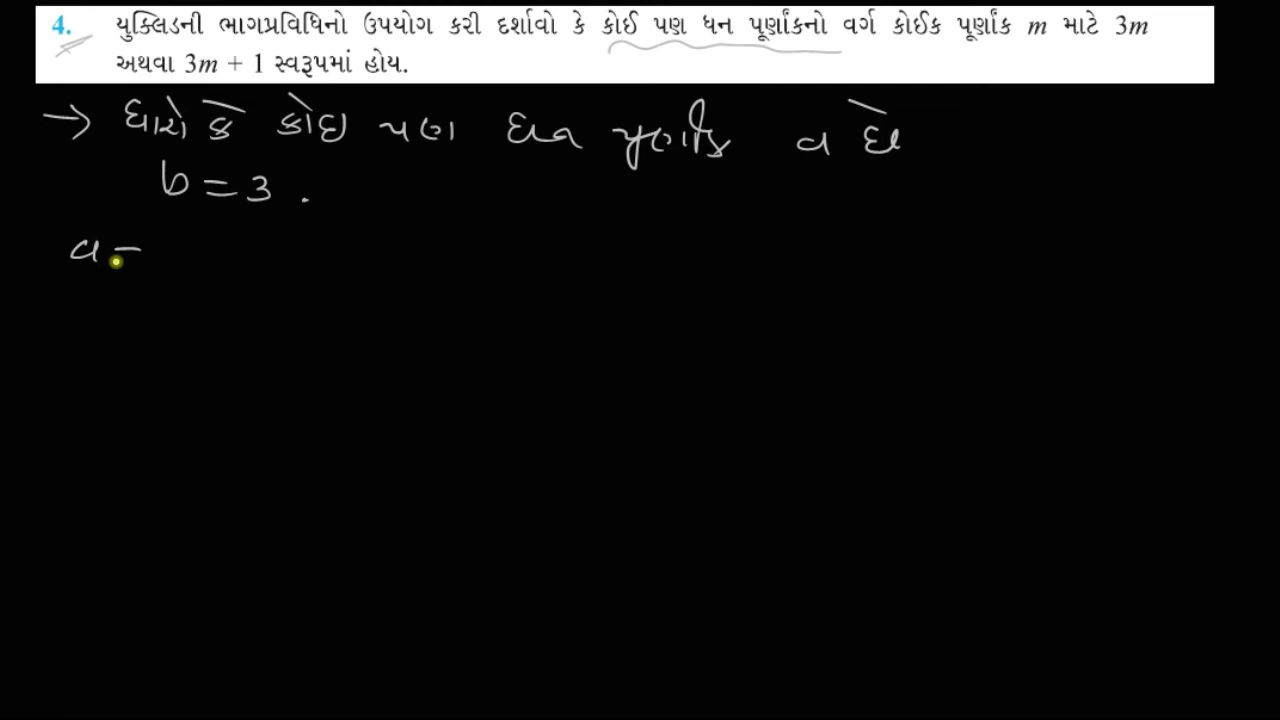 4. યુક્લિડની ભાગપ્રવિધિનો ઉપયોગ કરી દર્શાવો કે કોઈ પણ ધન પૂર્ણાંકનો વર્ગ કોઈક પૂર્ણાંક m માટે 3m
અથવા 3m + 1 સ્વરૂપમાં હોય.
→ ધારો કે કોઇ પણ ધન પૂર્ણાંક a છે
b = 3 .
a =